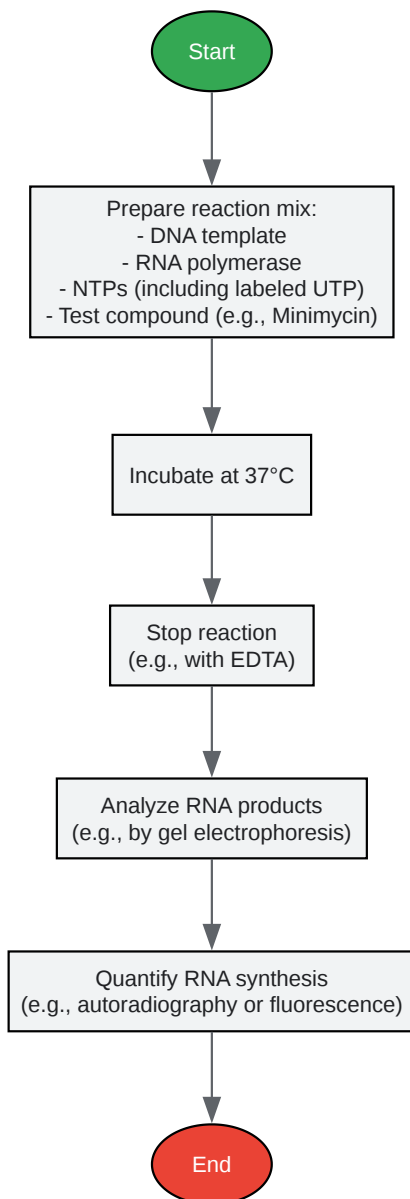 Start
Prepare reaction mix:
- DNA template
- RNA polymerase
- NTPs (including labeled UTP)
- Test compound (e.g., Minimycin)
Incubate at 37°C
Stop reaction
(e.g., with EDTA)
Analyze RNA products
(e.g., by gel electrophoresis)
Quantify RNA synthesis
(e.g., autoradiography or fluorescence)
End